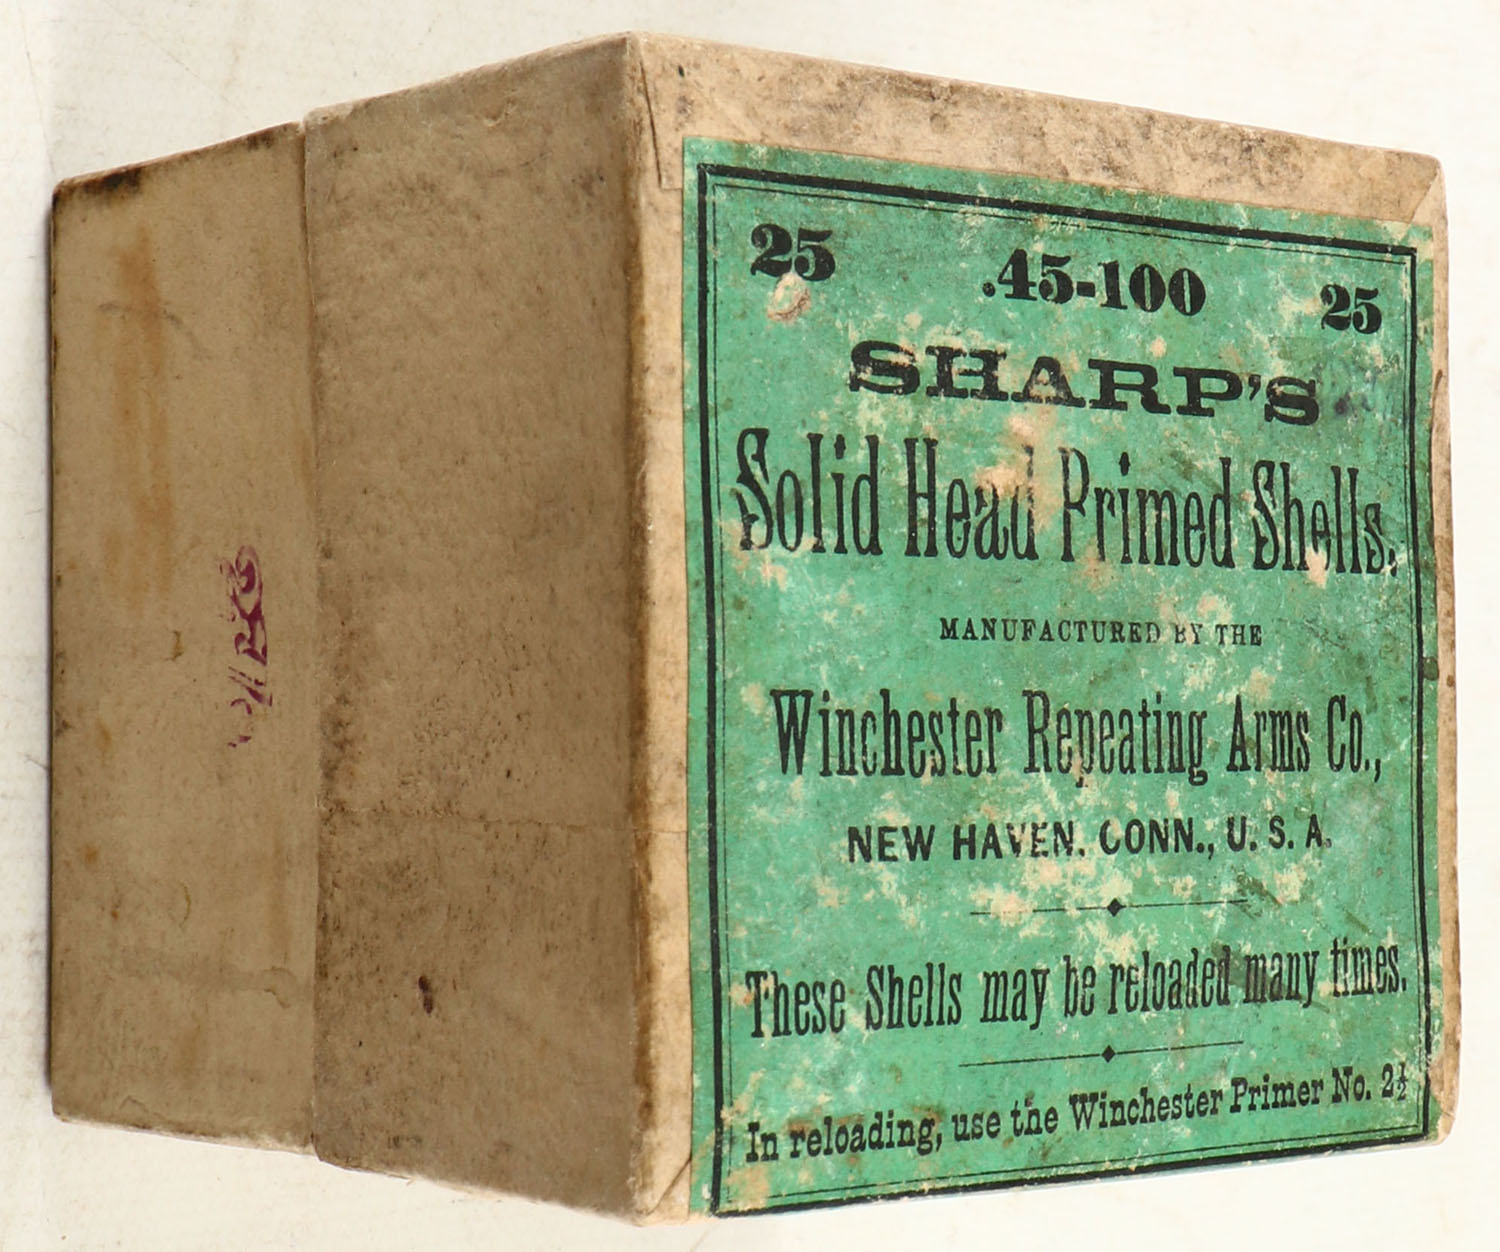 25 .45-100 25
SHARP'S
Solid Head Primed Shells.
MANUFACTURED BY THE
Winchester Repeating Arms Co.,
NEW HAVEN, CONN., U. S. A.
These Shells may be reloaded many times.
In reloading, use the Winchester Primer No. 2½